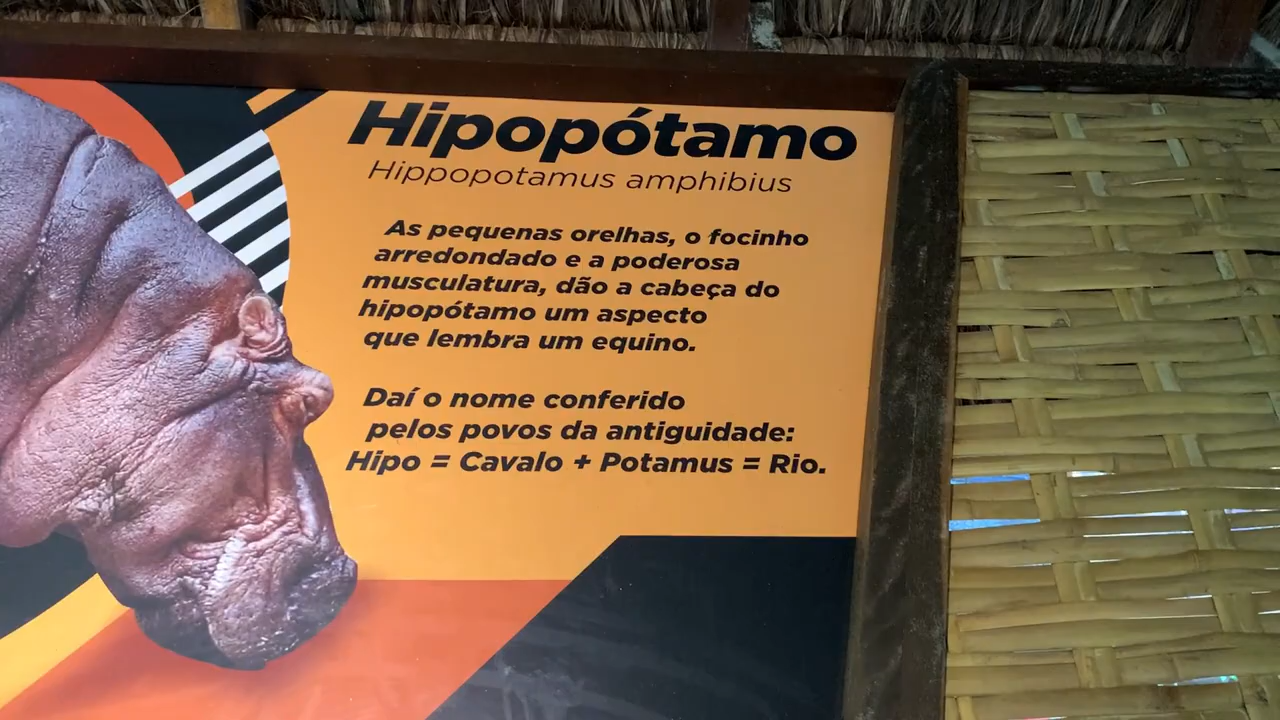 Hipopótamo
Hippopotamus amphibius
As pequenas orelhas, o focinho
arredondado e a poderosa
musculatura, dão a cabeça do
hipopótamo um aspecto
que lembra um equino.
Daí o nome conferido
pelos povos da antiguidade:
Hipo = Cavalo + Potamus = Rio.